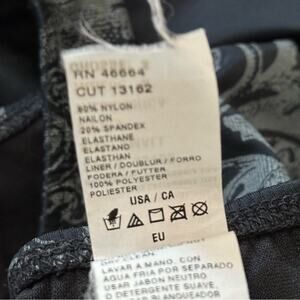 RN 46664
CUT 13162
80% NYLON
NAILON
20% SPANDEX
ELASTHANE
ELASTANO
ELASTHAN
LINER / DOUBLUR / FORRO
FODERA / FUTTER
100% POLYESTER
POLIESTER
USA / CA
EU
LAVAR A MANO, CON
AGUA FRIA POR SEPARADO
USAR JABON NEUTRO
O DETERGENTE SUAVE,